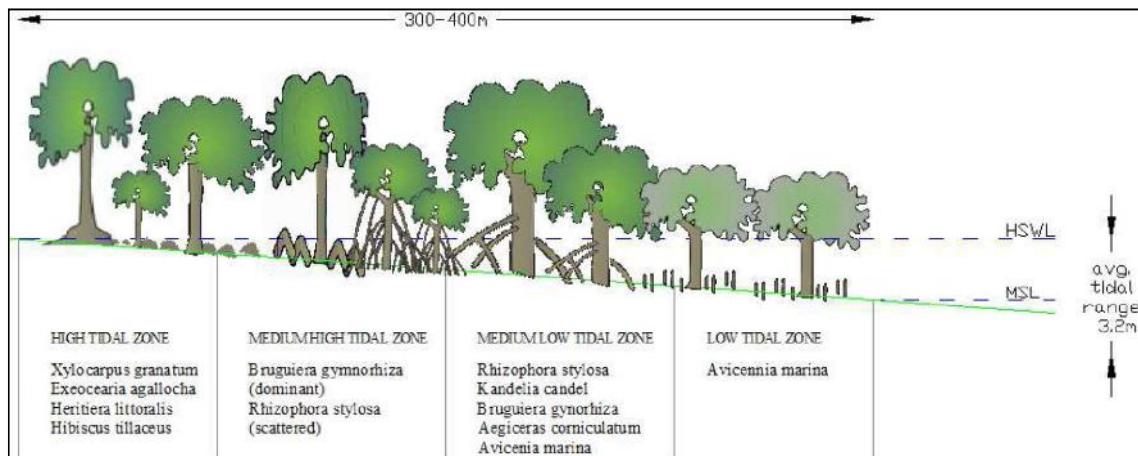 300-400m
HSWL
MSL
avg.
tidal
range
3.2m
HIGH TIDAL ZONE
Xylocarpus granatum
Exeocearia agallocha
Heritiera littoralis
Hibiscus tillaceus
MEDIUM HIGH TIDAL ZONE
Bruguiera gymnorhiza
(dominant)
Rhizophora stylosa
(scattered)
MEDIUM LOW TIDAL ZONE
Rhizophora stylosa
Kandelia candel
Bruguiera gynorhiza
Aegiceras corniculatum
Avicenia marina
LOW TIDAL ZONE
Avicennia marina